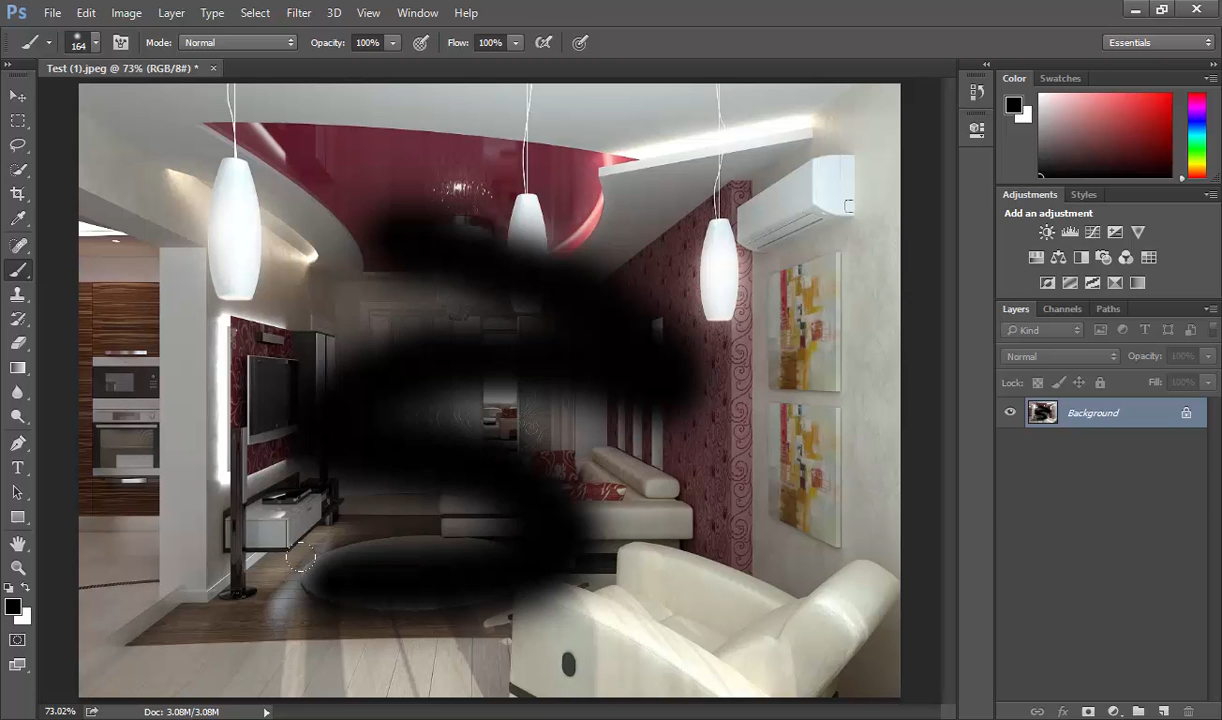 Ps File Edit Image Layer Type Select Filter 3D View Window Help
164 Mode: Normal Opacity: 100% Flow: 100% Essentials
Test (1).jpeg @ 73% (RGB/8#) * ×
Color Swatches
Adjustments Styles
Add an adjustment
Layers Channels Paths
Kind
Normal Opacity: 100%
Lock: Fill: 100%
Background
73.02% Doc: 3.08M/3.08M